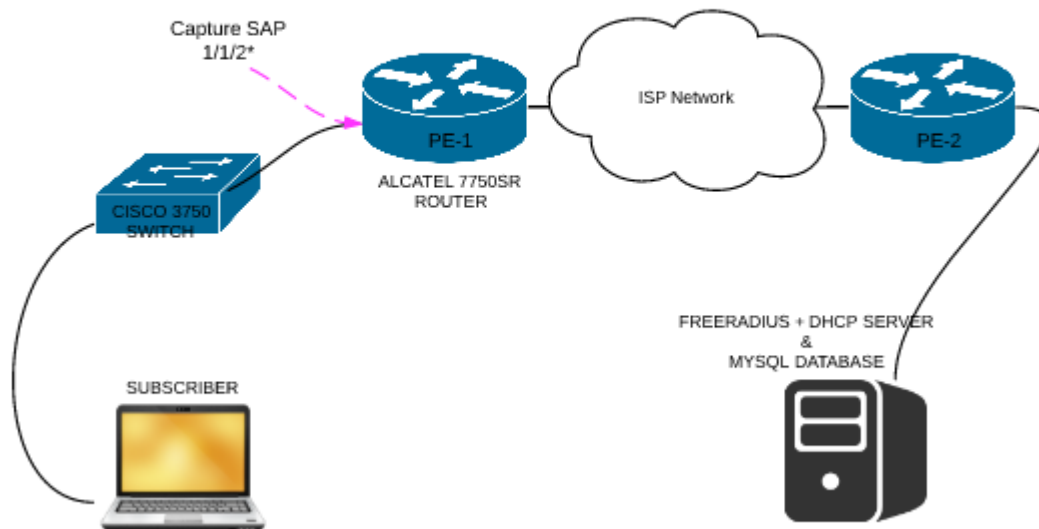 Capture SAP
1/1/2*
PE-1
ALCATEL 7750SR
ROUTER
ISP Network
PE-2
CISCO 3750
SWITCH
FREERADIUS + DHCP SERVER
&
MYSQL DATABASE
SUBSCRIBER